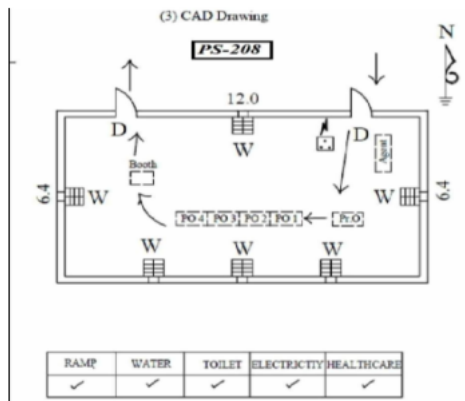 (3) CAD Drawing
PS-208
N
12.0
D
D
W
Agent
Booth
6.4
W
W
6.4
PO 4 PO 3 PO 2 PO 1 Pr.O
W
W
W
RAMP WATER TOILET ELECTRICTIY HEALTHCARE
✓ ✓ ✓ ✓ ✓